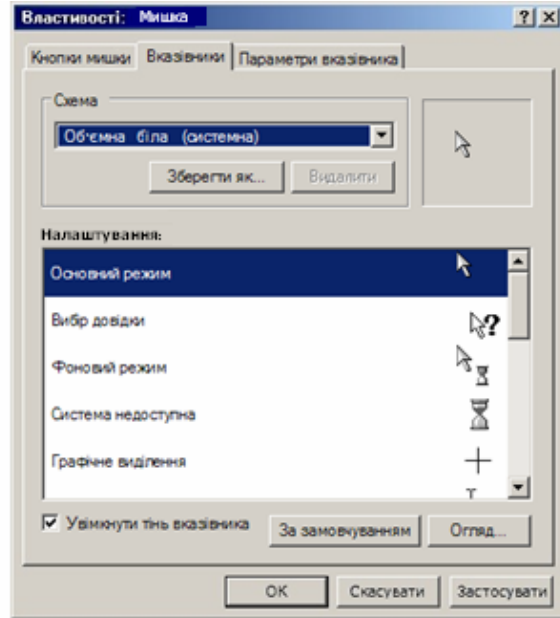 Властивості: Мишка
Кнопки мишки Вказівники Параметри вказівника
Схема
Об'ємна біла (системна)
Зберегти як... Видалити
Налаштування:
Основний режим
Вибір довідки
Фоновий режим
Система недоступна
Графічне виділення
Увімкнути тінь вказівника За замовчуванням Огляд...
ОК Скасувати Застосувати